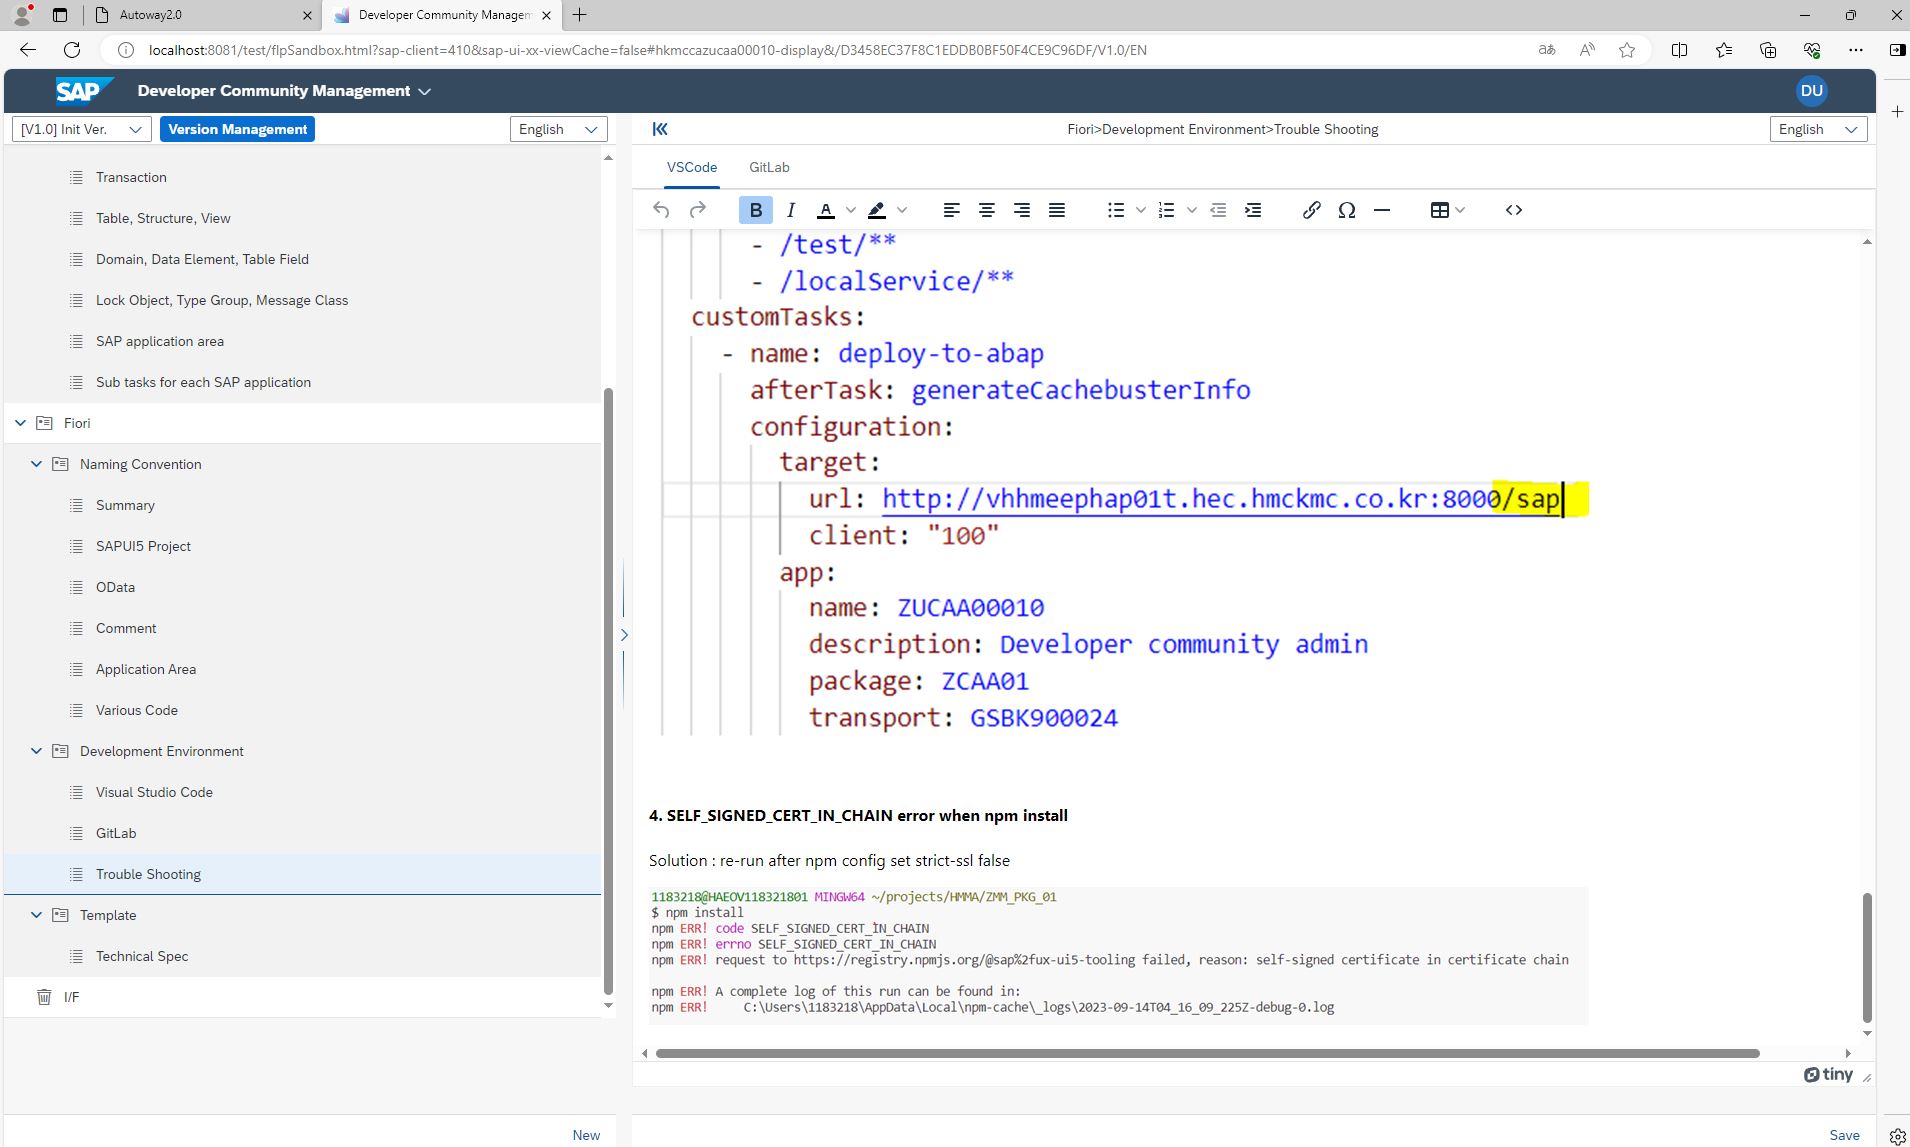 Autoway2.0
Developer Community Managem
localhost:8081/test/flpSandbox.html?sap-client=410&sap-ui-xx-viewCache=false#hkmccazucaa00010-display&/D3458EC37F8C1EDDB0BF50F4CE9C96DF/V1.0/EN
SAP Developer Community Management
DU
[V1.0] Init Ver.
Version Management
English
Transaction
Table, Structure, View
Domain, Data Element, Table Field
Lock Object, Type Group, Message Class
SAP application area
Sub tasks for each SAP application
Fiori
Naming Convention
Summary
SAPUI5 Project
OData
Comment
Application Area
Various Code
Development Environment
Visual Studio Code
GitLab
Trouble Shooting
Template
Technical Spec
I/F
New
Fiori>Development Environment>Trouble Shooting
English
VSCode
GitLab
B I A
- /test/**
- /localService/**
customTasks:
- name: deploy-to-abap
afterTask: generateCachebusterInfo
configuration:
target:
url: http://vhhmeephap01t.hec.hmckmc.co.kr:8000/sap
client: "100"
app:
name: ZUCAA00010
description: Developer community admin
package: ZCAA01
transport: GSBK900024
4. SELF_SIGNED_CERT_IN_CHAIN error when npm install
Solution : re-run after npm config set strict-ssl false
1183218@HAEOV118321801 MINGW64 ~/projects/HMMA/ZMM_PKG_01
$ npm install
npm ERR! code SELF_SIGNED_CERT_IN_CHAIN
npm ERR! errno SELF_SIGNED_CERT_IN_CHAIN
npm ERR! request to https://registry.npmjs.org/@sap%2fux-ui5-tooling failed, reason: self-signed certificate in certificate chain
npm ERR! A complete log of this run can be found in:
npm ERR! C:\Users\1183218\AppData\Local\npm-cache\_logs\2023-09-14T04_16_09_225Z-debug-0.log
tiny
Save